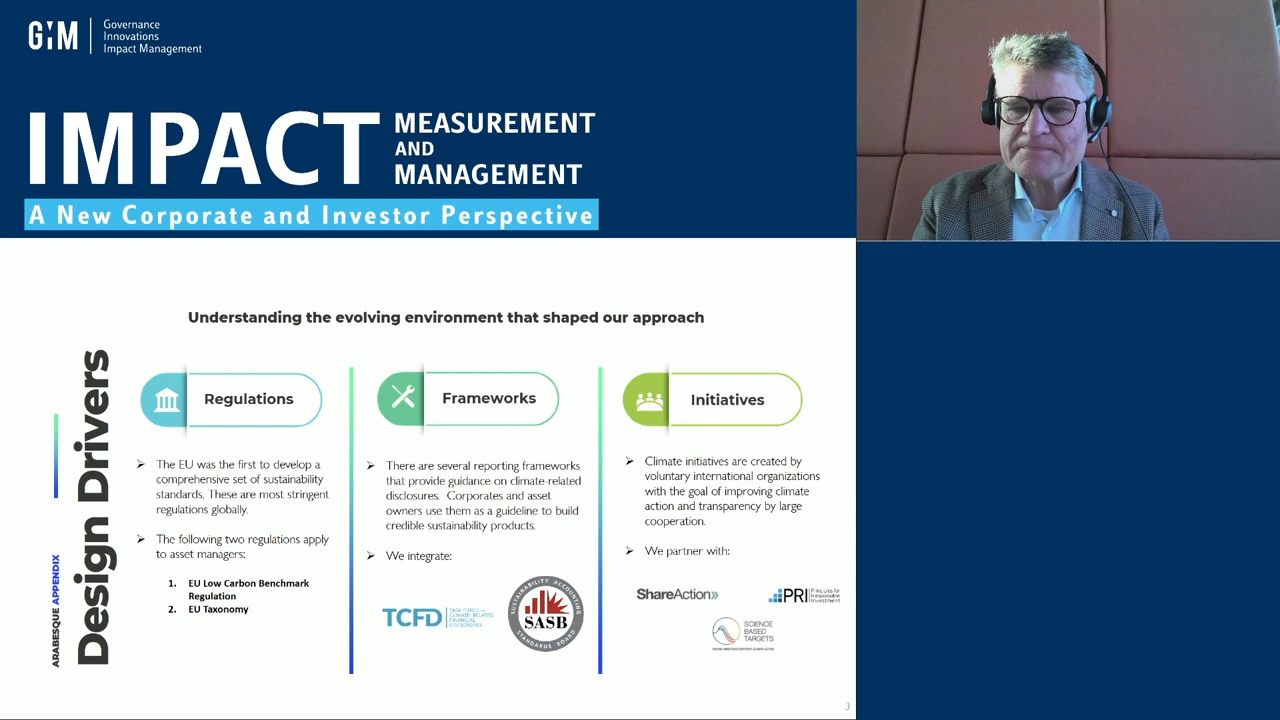 GIM
Governance
Innovations
Impact Management
IMPACT
MEASUREMENT
AND
MANAGEMENT
A New Corporate and Investor Perspective
Understanding the evolving environment that shaped our approach
ARABESQUE APPENDIX
Design Drivers
Regulations
The EU was the first to develop a
comprehensive set of sustainability
standards. These are most stringent
regulations globally.
The following two regulations apply
to asset managers:
1. EU Low Carbon Benchmark
Regulation
2. EU Taxonomy
Frameworks
There are several reporting frameworks
that provide guidance on climate-related
disclosures. Corporates and asset
owners use them as a guideline to build
credible sustainability products.
We integrate:
TCFD
TASK FORCE ON
CLIMATE-RELATED
FINANCIAL
DISCLOSURES
SUSTAINABILITY ACCOUNTING
SASB
STANDARDS BOARD
Initiatives
Climate initiatives are created by
voluntary international organizations
with the goal of improving climate
action and transparency by large
cooperation.
We partner with:
ShareAction»
PRI
Principles for
Responsible
Investment
SCIENCE
BASED
TARGETS
3